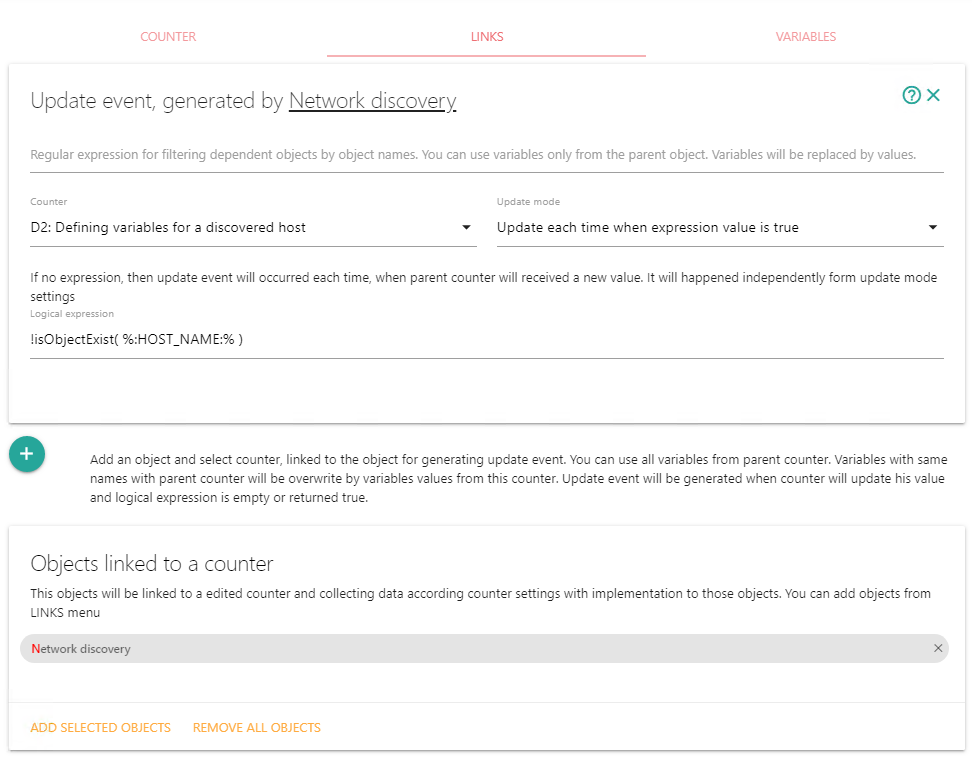 COUNTER LINKS VARIABLES
Update event, generated by Network discovery
Regular expression for filtering dependent objects by object names. You can use variables only from the parent object. Variables will be replaced by values.
Counter Update mode
D2: Defining variables for a discovered host Update each time when expression value is true
If no expression, then update event will occurred each time, when parent counter will received a new value. It will happened independently form update mode
settings
Logical expression
!isObjectExist( %:HOST_NAME:% )
Add an object and select counter, linked to the object for generating update event. You can use all variables from parent counter. Variables with same
names with parent counter will be overwrite by variables values from this counter. Update event will be generated when counter will update his value
and logical expression is empty or returned true.
Objects linked to a counter
This objects will be linked to a edited counter and collecting data according counter settings with implementation to those objects. You can add objects from
LINKS menu
Network discovery
ADD SELECTED OBJECTS REMOVE ALL OBJECTS